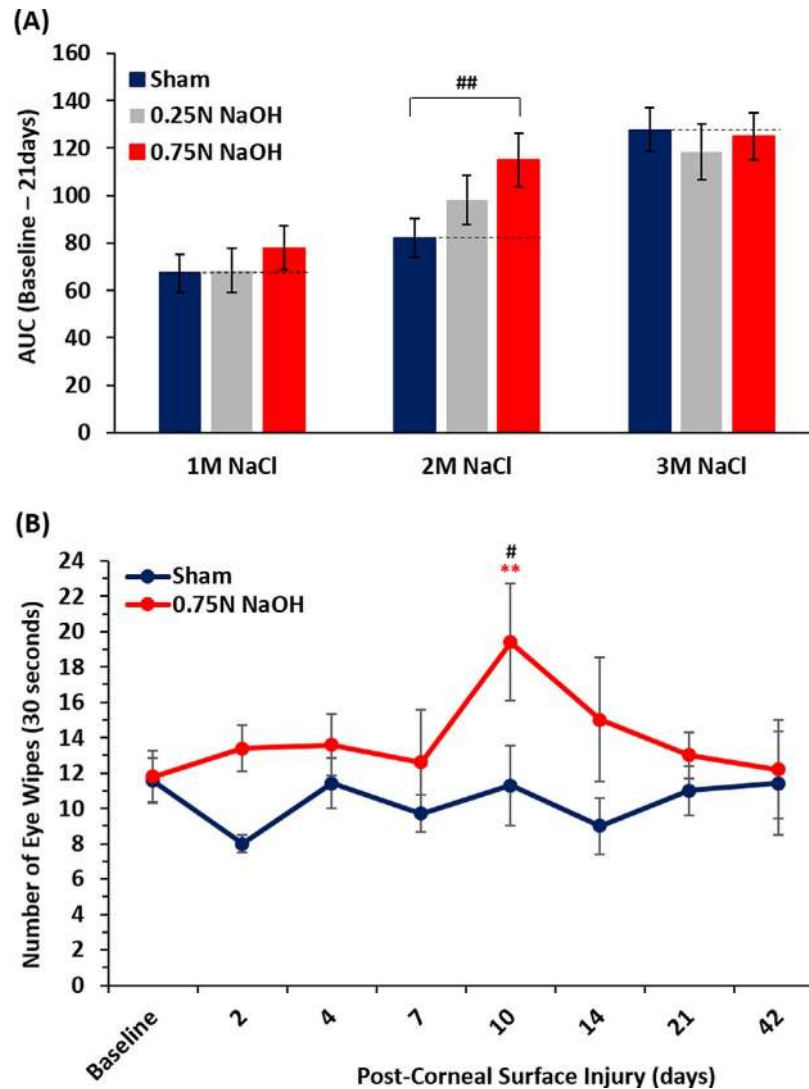 (A)
160
140
120
100
80
60
40
20
0
AUC (Baseline – 21days)
Sham
0.25N NaOH
0.75N NaOH
##
1M NaCl
2M NaCl
3M NaCl
(B)
24
22
20
18
16
14
12
10
8
6
4
2
0
Number of Eye Wipes (30 seconds)
Sham
0.75N NaOH
#
**
Baseline
2
4
7
10
14
21
42
Post-Corneal Surface Injury (days)